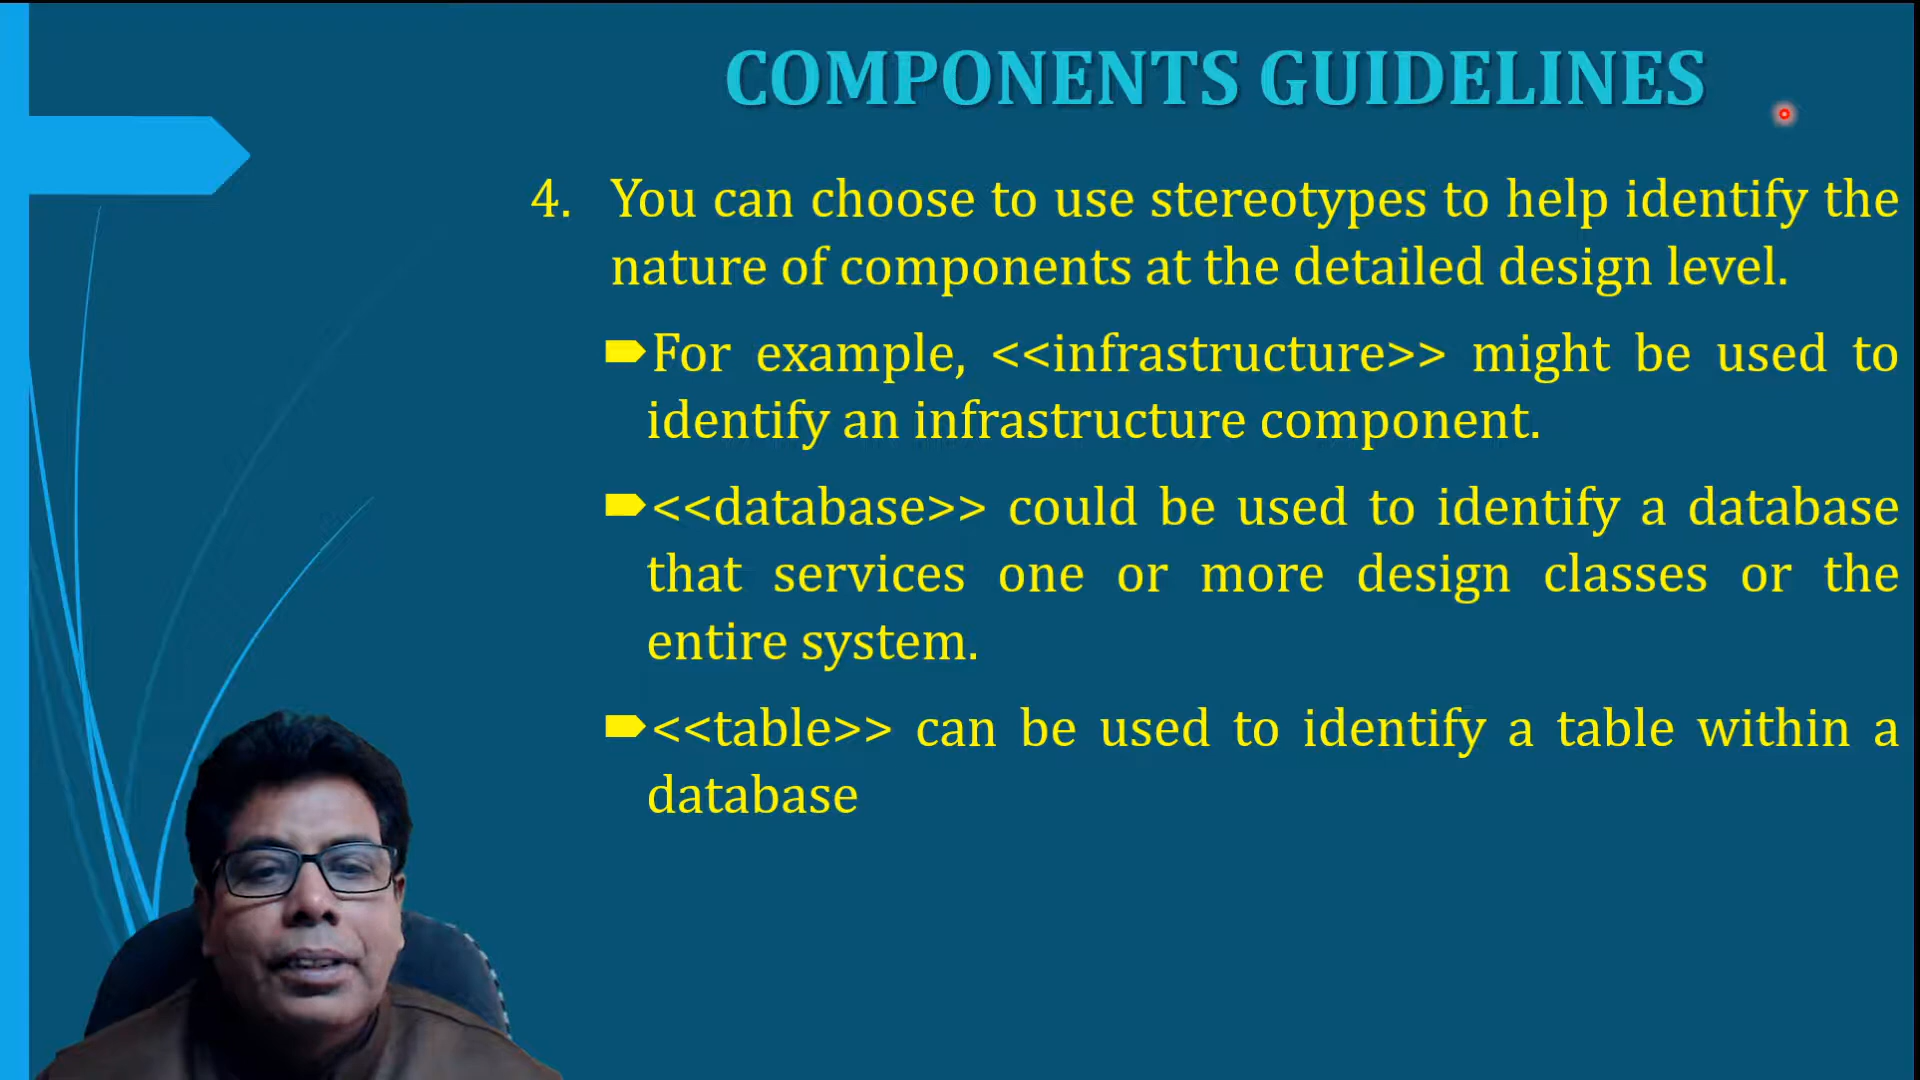 COMPONENTS GUIDELINES
4. You can choose to use stereotypes to help identify the
nature of components at the detailed design level.
For example, <<infrastructure>> might be used to
identify an infrastructure component.
<<database>> could be used to identify a database
that services one or more design classes or the
entire system.
<<table>> can be used to identify a table within a
database